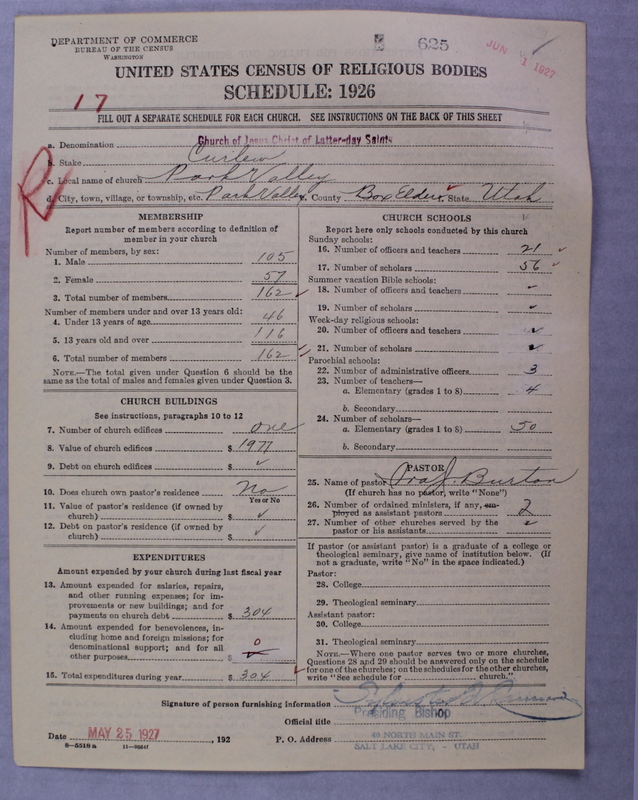 DEPARTMENT OF COMMERCE
BUREAU OF THE CENSUS
WASHINGTON
625
JUN 1 1927
UNITED STATES CENSUS OF RELIGIOUS BODIES
SCHEDULE: 1926
17
FILL OUT A SEPARATE SCHEDULE FOR EACH CHURCH. SEE INSTRUCTIONS ON THE BACK OF THIS SHEET
a. Denomination Church of Jesus Christ of Latter-day Saints
b. Stake Curlew
c. Local name of church Park Valley
d. City, town, village, or township, etc. Park Valley, County Box Elder, State Utah
R
MEMBERSHIP
Report number of members according to definition of
member in your church
Number of members, by sex:
1. Male 105
2. Female 57
3. Total number of members 162
Number of members under and over 13 years old:
4. Under 13 years of age 46
5. 13 years old and over 116
6. Total number of members 162
NOTE.—The total given under Question 6 should be the
same as the total of males and females given under Question 3.
CHURCH BUILDINGS
See instructions, paragraphs 10 to 12
7. Number of church edifices one
8. Value of church edifices $ 1977
9. Debt on church edifices $
10. Does church own pastor's residence No
Yes or No
11. Value of pastor's residence (if owned by
church) $
12. Debt on pastor's residence (if owned by
church) $
EXPENDITURES
Amount expended by your church during last fiscal year
13. Amount expended for salaries, repairs,
and other running expenses; for im-
provements or new buildings; and for
payments on church debt $ 304
14. Amount expended for benevolences, in-
cluding home and foreign missions; for
denominational support; and for all
other purposes $ 0
15. Total expenditures during year $ 304
CHURCH SCHOOLS
Report here only schools conducted by this church
Sunday schools:
16. Number of officers and teachers 21
17. Number of scholars 56
Summer vacation Bible schools:
18. Number of officers and teachers
19. Number of scholars
Week-day religious schools:
20. Number of officers and teachers
21. Number of scholars
Parochial schools:
22. Number of administrative officers 3
23. Number of teachers—
a. Elementary (grades 1 to 8) 4
b. Secondary
24. Number of scholars—
a. Elementary (grades 1 to 8) 50
b. Secondary
PASTOR
25. Name of pastor Ora J. Burton
(If church has no pastor, write "None")
26. Number of ordained ministers, if any, em-
ployed as assistant pastors 2
27. Number of other churches served by the
pastor or his assistants
If pastor (or assistant pastor) is a graduate of a college or
theological seminary, give name of institution below. (If
not a graduate, write "No" in the space indicated.)
Pastor:
28. College
29. Theological seminary
Assistant pastor:
30. College
31. Theological seminary
NOTE.—Where one pastor serves two or more churches,
Questions 28 and 29 should be answered only on the schedule
for one of the churches; on the schedules for the other churches,
write "See schedule for church."
Signature of person furnishing information Sylvester Q. Cannon
Official title Presiding Bishop
Date MAY 25 1927, 192 P. O. Address 40 NORTH MAIN ST.
SALT LAKE CITY, - UTAH
8—5518a 11—9864f